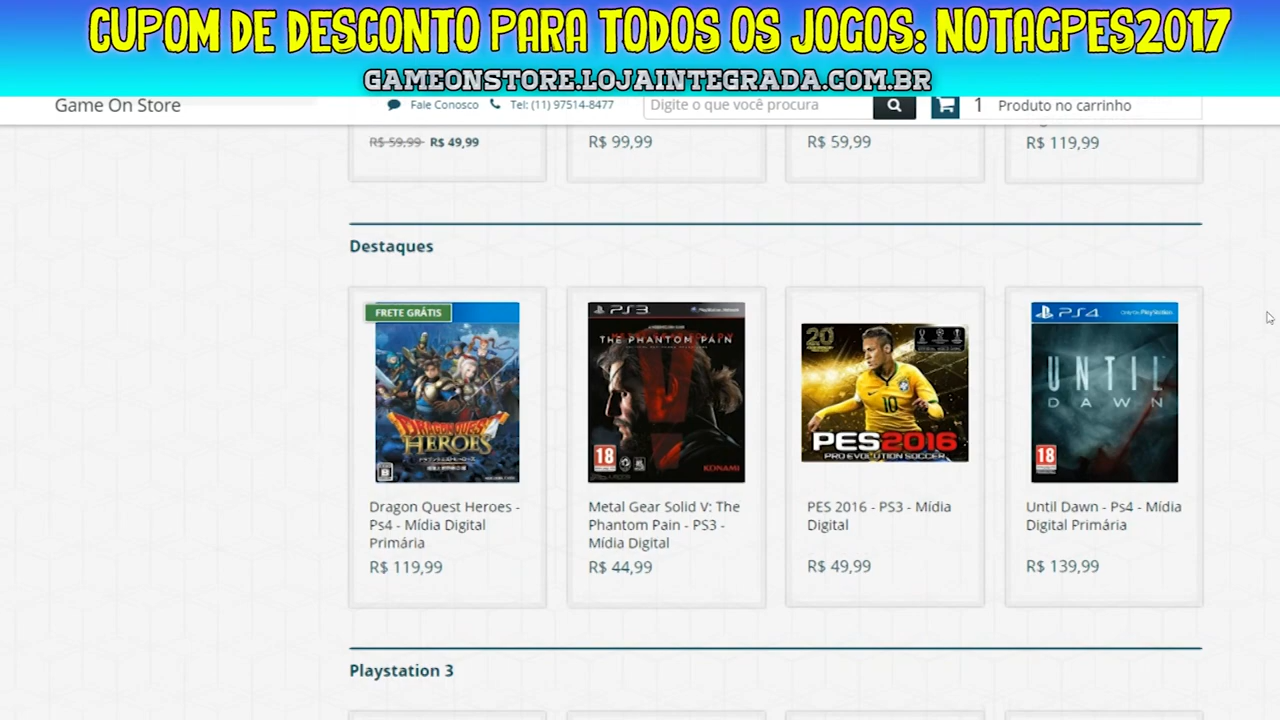 CUPOM DE DESCONTO PARA TODOS OS JOGOS: NOTAGPES2017
GAMEONSTORE.LOJAINTEGRADA.COM.BR
Game On Store
Fale Conosco
Tel: (11) 97514-8477
Digite o que você procura
1 Produto no carrinho
R$ 59,99 R$ 49,99
R$ 99,99
R$ 59,99
R$ 119,99
Destaques
FRETE GRÁTIS
DRAGON QUEST
HEROES
PS3
THE PHANTOM PAIN
18
KONAMI
20
10
PES2016
PRO EVOLUTION SOCCER
PS4
Only On PlayStation
UNTIL
DAWN
18
Dragon Quest Heroes -
Ps4 - Mídia Digital
Primária
R$ 119,99
Metal Gear Solid V: The
Phantom Pain - PS3 -
Mídia Digital
R$ 44,99
PES 2016 - PS3 - Mídia
Digital
R$ 49,99
Until Dawn - Ps4 - Mídia
Digital Primária
R$ 139,99
Playstation 3